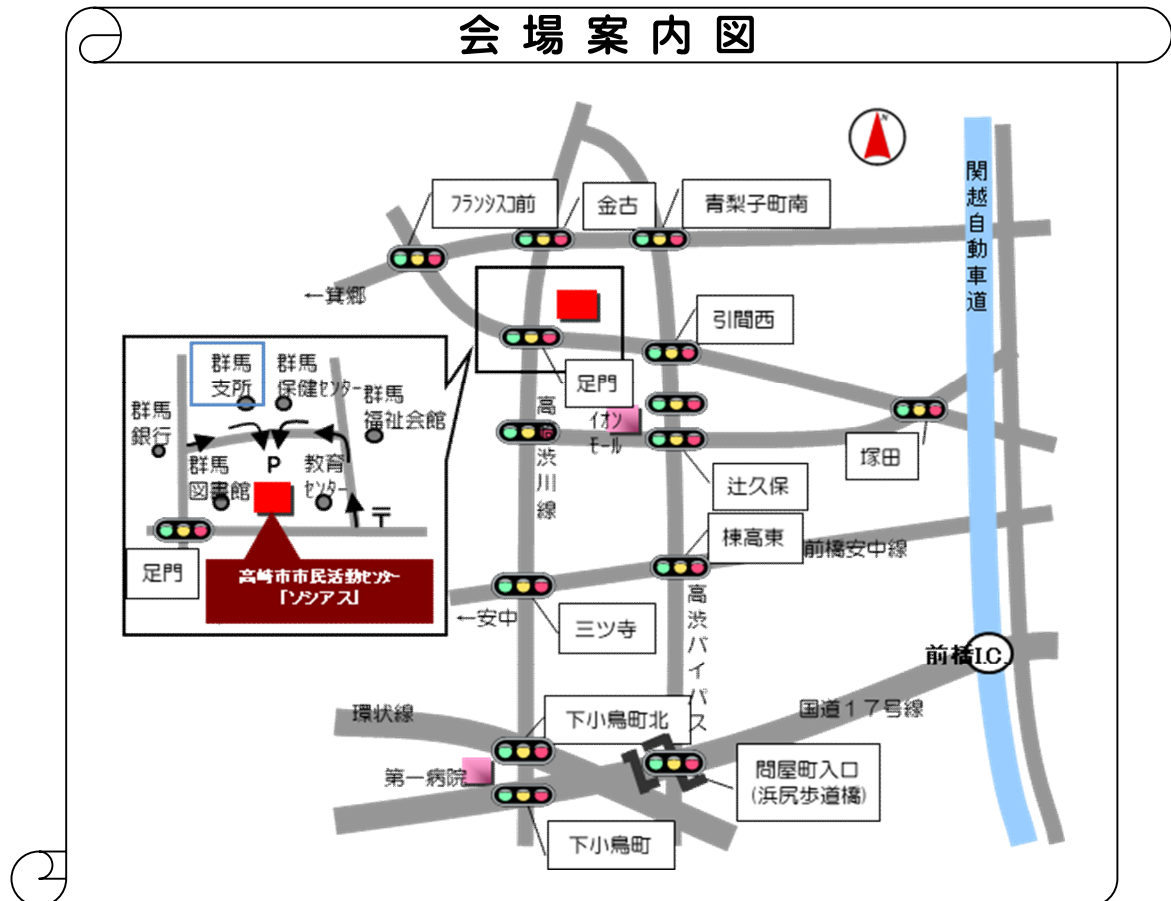 会場案内図
N
関越自動車道
フランシスコ前
金古
青梨子町南
←箕郷
引間西
足門
イオン
モール
高渋川線
塚田
辻久保
棟高東
前橋安中線
←安中
三ツ寺
高渋バイパス
前橋I.C.
環状線
下小鳥町北
国道17号線
第一病院
問屋町入口
(浜尻歩道橋)
下小鳥町
群馬
支所
群馬
保健センター
群馬
福祉会館
群馬
銀行
P
群馬
図書館
教育
センター
〒
足門
高崎市市民活動センター
「ソシアス」